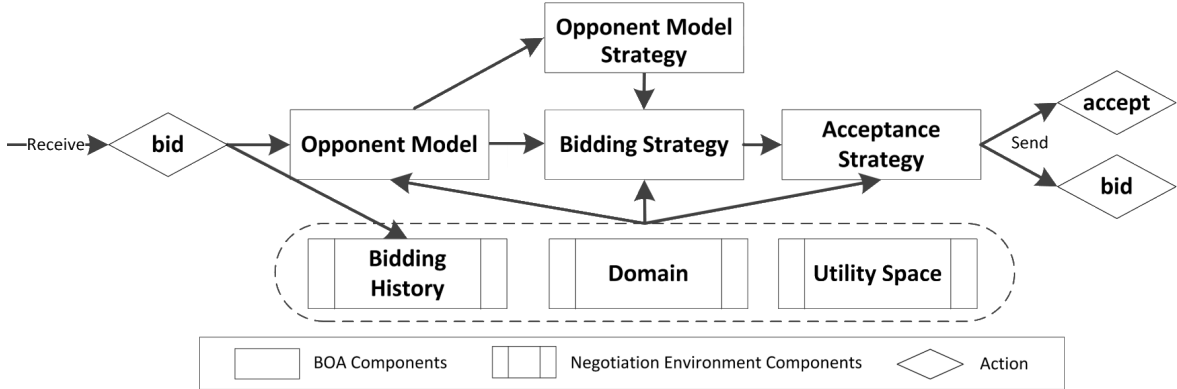 Opponent Model
Strategy
Receive
bid
Opponent Model
Bidding Strategy
Acceptance
Strategy
accept
Send
bid
Bidding
History
Domain
Utility Space
BOA Components
Negotiation Environment Components
Action